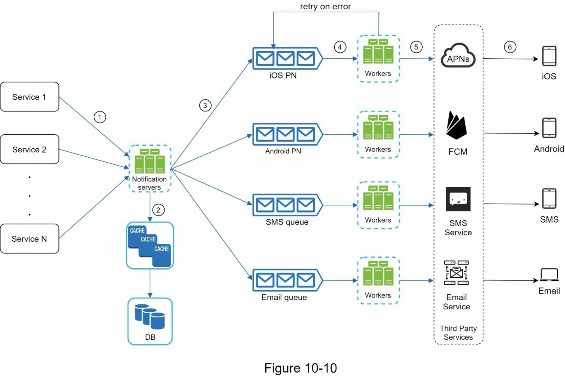 retry on error
1
2
3
4
5
6
Service 1
Service 2
Service N
Notification
servers
CACHE
CACHE
CACHE
DB
iOS PN
Workers
APNs
iOS
Android PN
Workers
FCM
Android
SMS queue
Workers
SMS
Service
SMS
Email queue
Workers
Email
Service
Email
Third Party
Services
Figure 10-10